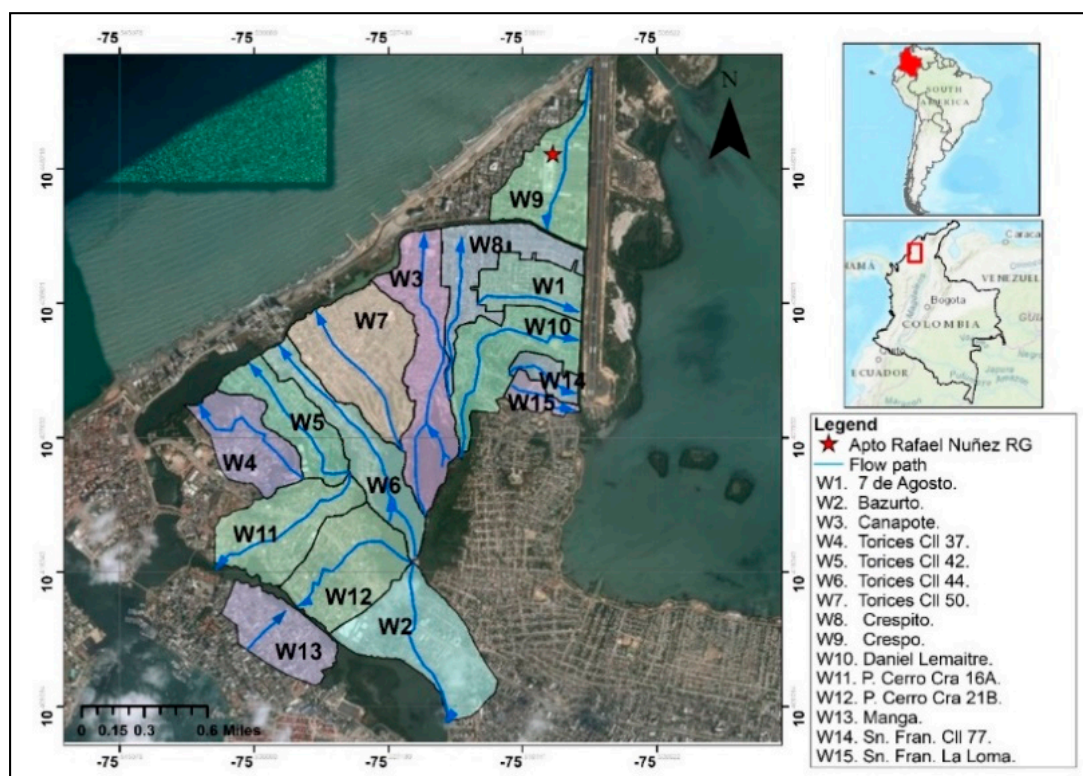 -75 -75 -75 -75 -75
N
10 10
W9
W8
W3
W1
10 10
W7
W10
W14
W15
W5
10 10
W4
W6
W11
10 10
W12
W2
W13
10 10
0 0.15 0.3 0.6 Miles
-75 -75 -75 -75 -75
SOUTH
AMERICA
Caracas
VENEZUEL
Magdalena
Bogota
COLOMBIA
ECUADOR
Legend
Apto Rafael Nuñez RG
Flow path
W1. 7 de Agosto.
W2. Bazurto.
W3. Canapote.
W4. Torices Cll 37.
W5. Torices Cll 42.
W6. Torices Cll 44.
W7. Torices Cll 50.
W8. Crespito.
W9. Crespo.
W10. Daniel Lemaitre.
W11. P. Cerro Cra 16A.
W12. P. Cerro Cra 21B.
W13. Manga.
W14. Sn. Fran. Cll 77.
W15. Sn. Fran. La Loma.